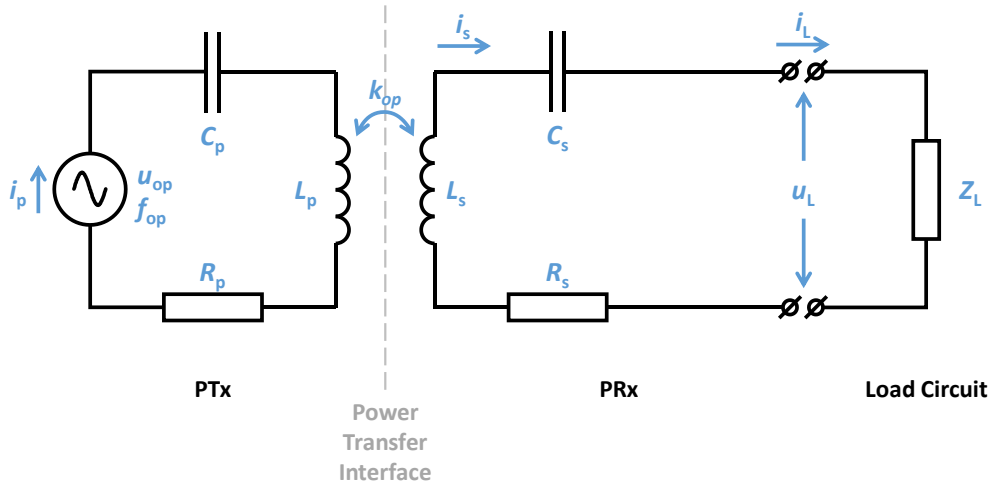 i_s
i_L
k_op
C_p
C_s
i_p
u_op
f_op
L_p
L_s
u_L
Z_L
R_p
R_s
PTx
PRx
Load Circuit
Power
Transfer
Interface